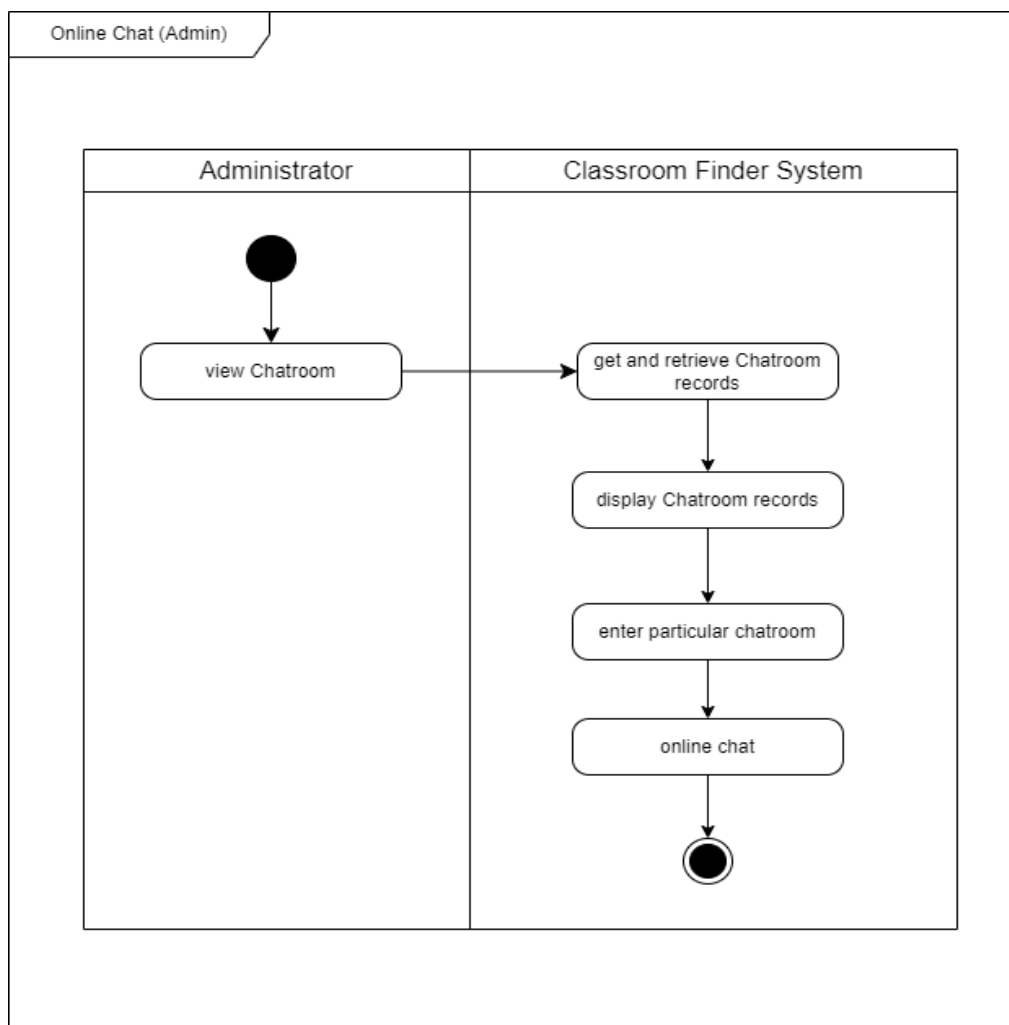 Online Chat (Admin)
Administrator
Classroom Finder System
view Chatroom
get and retrieve Chatroom
records
display Chatroom records
enter particular chatroom
online chat